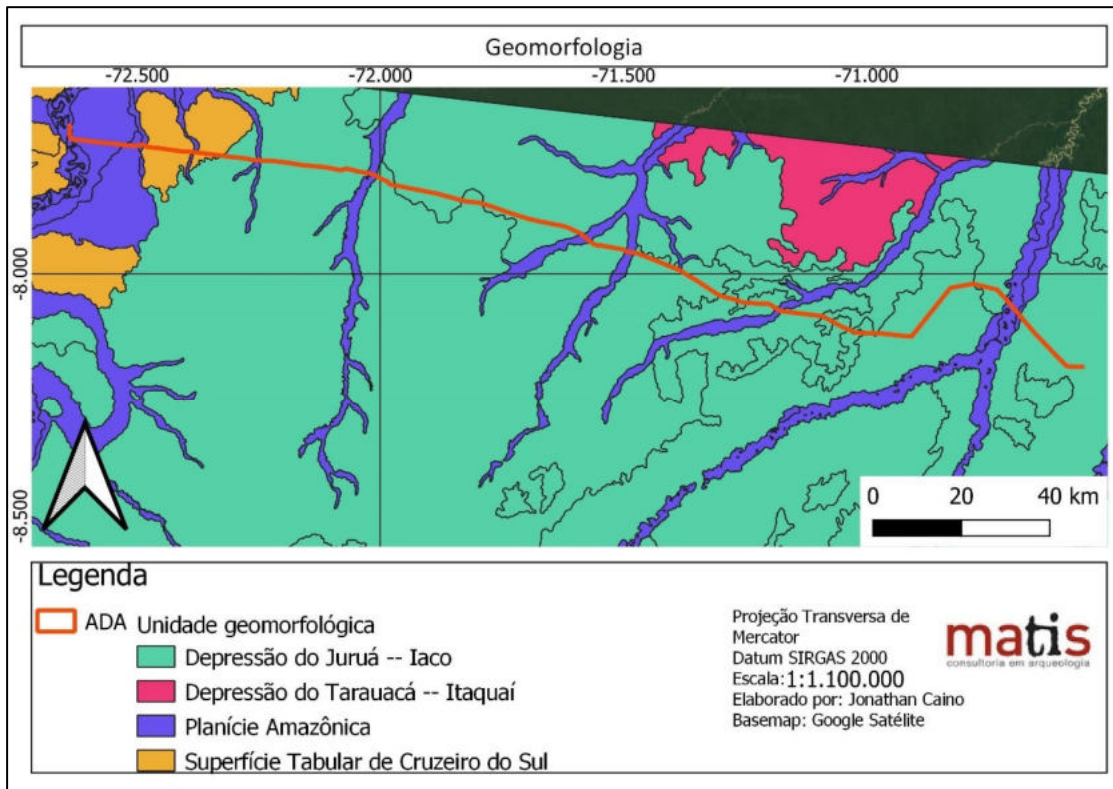 Geomorfologia
-72.500 -72.000 -71.500 -71.000
-8.000
-8.500
0 20 40 km
Legenda
ADA Unidade geomorfológica
Depressão do Juruá -- Iaco
Depressão do Tarauacá -- Itaquaí
Planície Amazônica
Superfície Tabular de Cruzeiro do Sul
Projeção Transversa de
Mercator
Datum SIRGAS 2000
Escala:1:1.100.000
Elaborado por: Jonathan Caino
Basemap: Google Satélite
matis
consultoria em arqueologia